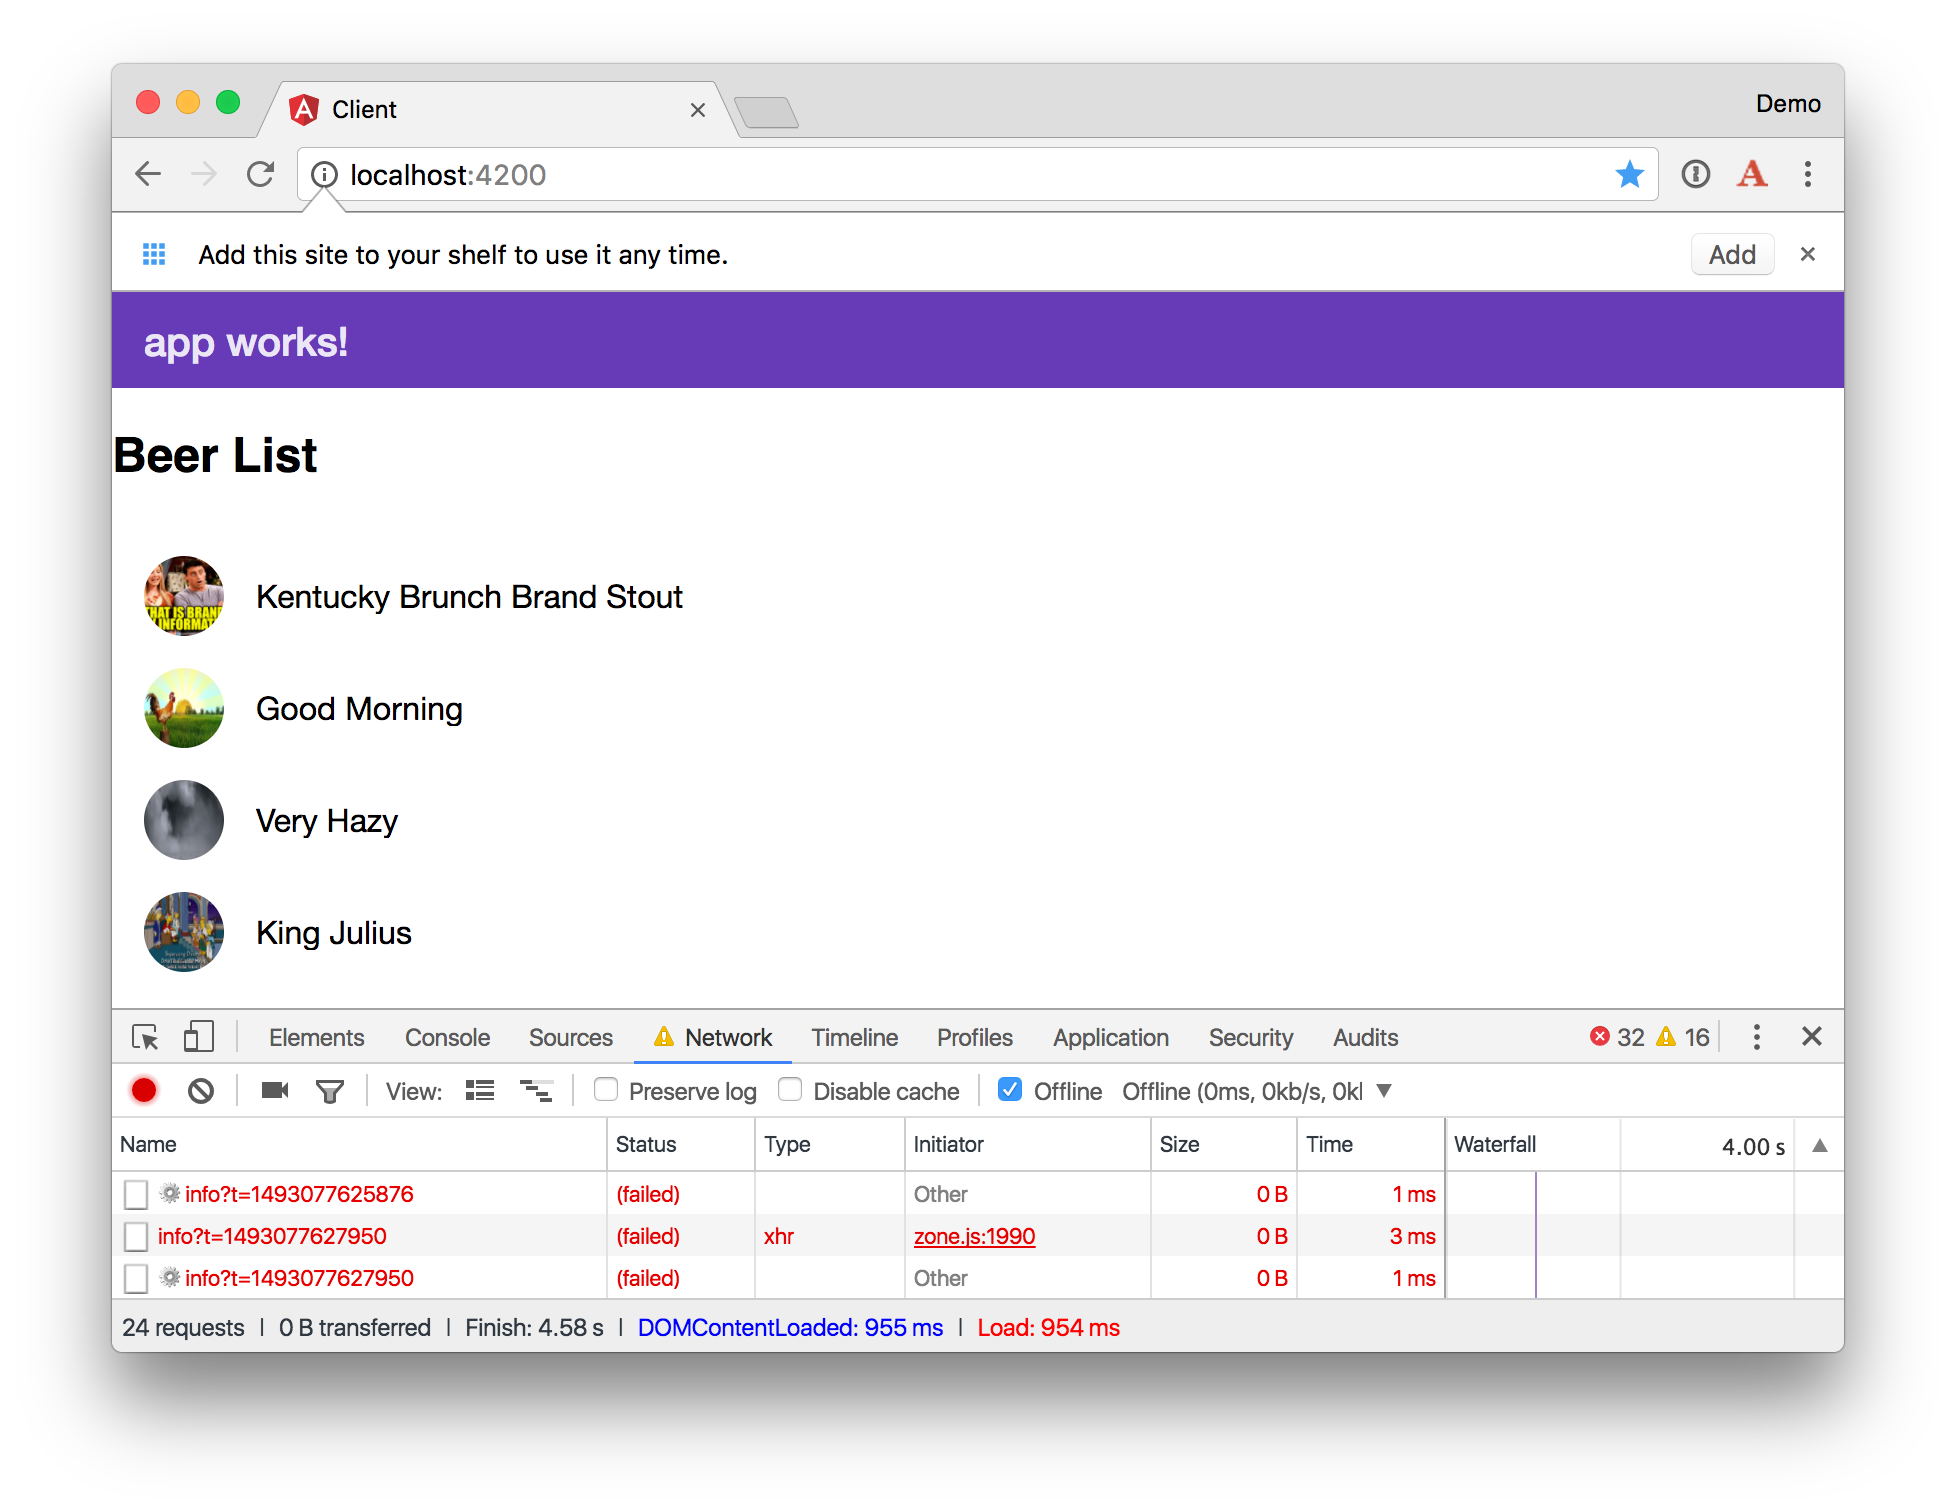 Client
Demo
localhost:4200
Add this site to your shelf to use it any time.
Add
app works!
Beer List
Kentucky Brunch Brand Stout
Good Morning
Very Hazy
King Julius
Elements Console Sources Network Timeline Profiles Application Security Audits 32 16
View: Preserve log Disable cache Offline Offline (0ms, 0kb/s, 0kl
Name Status Type Initiator Size Time Waterfall 4.00 s
info?t=1493077625876 (failed) Other 0 B 1 ms
info?t=1493077627950 (failed) xhr zone.js:1990 0 B 3 ms
info?t=1493077627950 (failed) Other 0 B 1 ms
24 requests | 0 B transferred | Finish: 4.58 s | DOMContentLoaded: 955 ms | Load: 954 ms